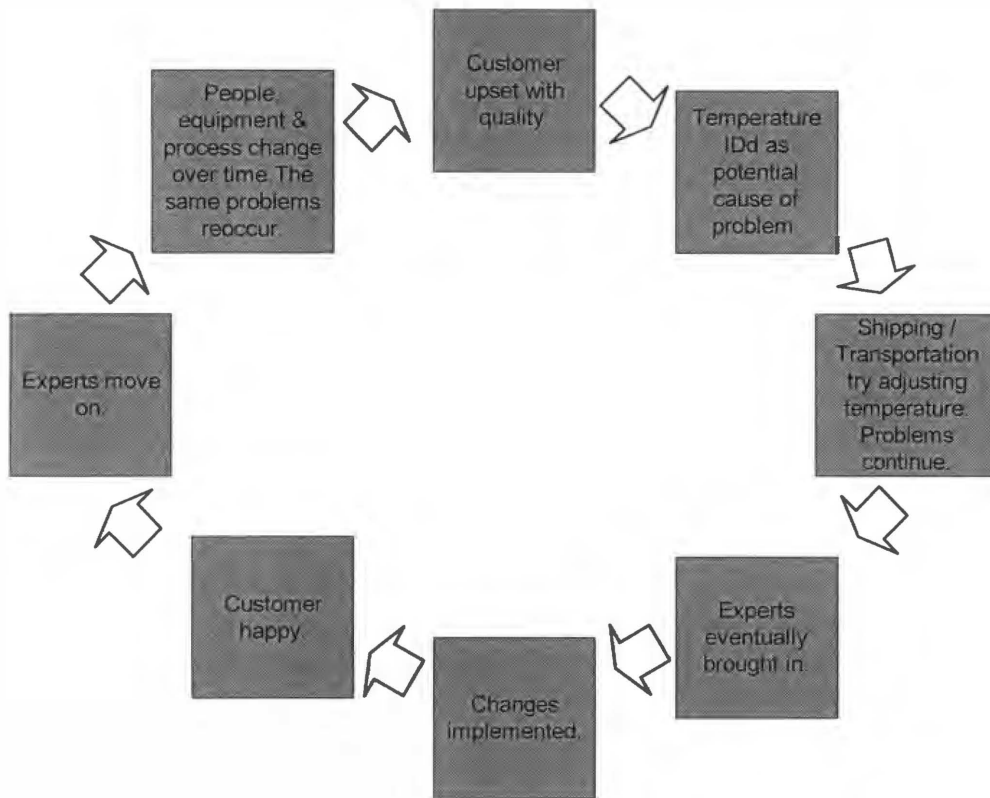 Customer
upset with
quality
Temperature
IDd as
potential
cause of
problem
Shipping /
Transportation
try adjusting
temperature.
Problems
continue.
Experts
eventually
brought in.
Changes
implemented.
Customer
happy.
Experts move
on.
People,
equipment &
process change
over time. The
same problems
reoccur.